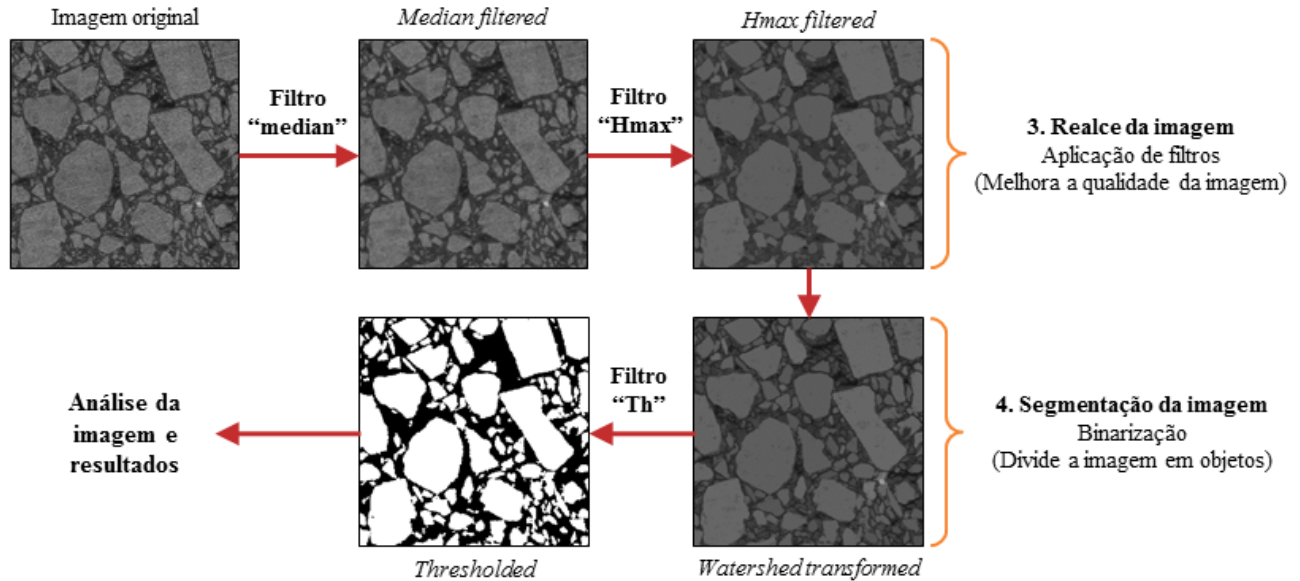 Imagem original
Median filtered
Hmax filtered
Filtro
“median”
Filtro
“Hmax”
3. Realce da imagem
Aplicação de filtros
(Melhora a qualidade da imagem)
Análise da
imagem e
resultados
Filtro
“Th”
4. Segmentação da imagem
Binarização
(Divide a imagem em objetos)
Thresholded
Watershed transformed